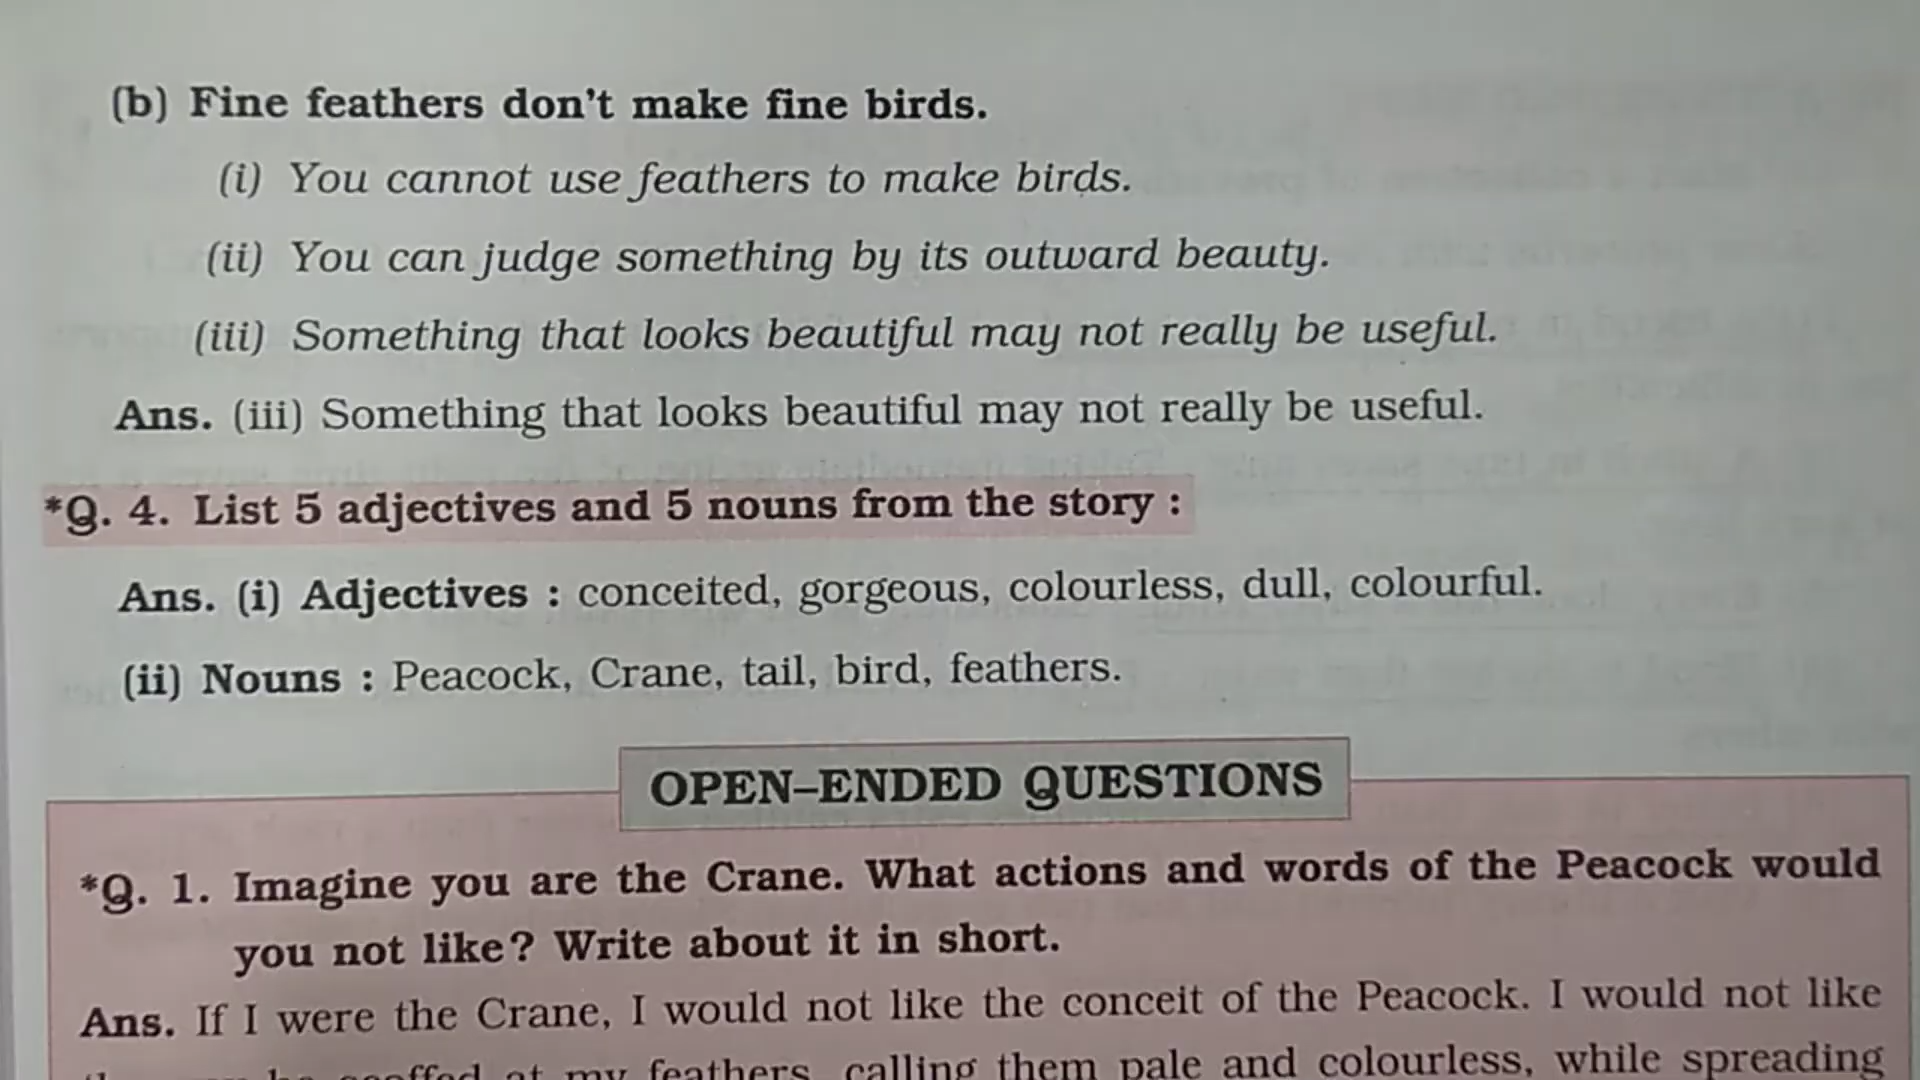 (b) Fine feathers don't make fine birds.
(i) You cannot use feathers to make birds.
(ii) You can judge something by its outward beauty.
(iii) Something that looks beautiful may not really be useful.
Ans. (iii) Something that looks beautiful may not really be useful.
*Q. 4. List 5 adjectives and 5 nouns from the story :
Ans. (i) Adjectives : conceited, gorgeous, colourless, dull, colourful.
(ii) Nouns : Peacock, Crane, tail, bird, feathers.
OPEN–ENDED QUESTIONS
*Q. 1. Imagine you are the Crane. What actions and words of the Peacock would
you not like? Write about it in short.
Ans. If I were the Crane, I would not like the conceit of the Peacock. I would not like
he scoffed at my feathers, calling them pale and colourless, while spreading